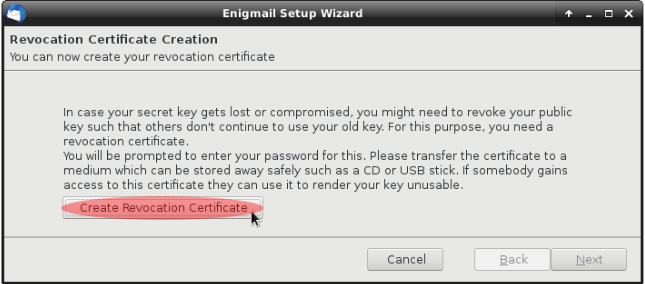 Enigmail Setup Wizard
Revocation Certificate Creation
You can now create your revocation certificate
In case your secret key gets lost or compromised, you might need to revoke your public
key such that others don't continue to use your old key. For this purpose, you need a
revocation certificate.
You will be prompted to enter your password for this. Please transfer the certificate to a
medium which can be stored away safely such as a CD or USB stick. If somebody gains
access to this certificate they can use it to render your key unusable.
Create Revocation Certificate
Cancel
Back
Next